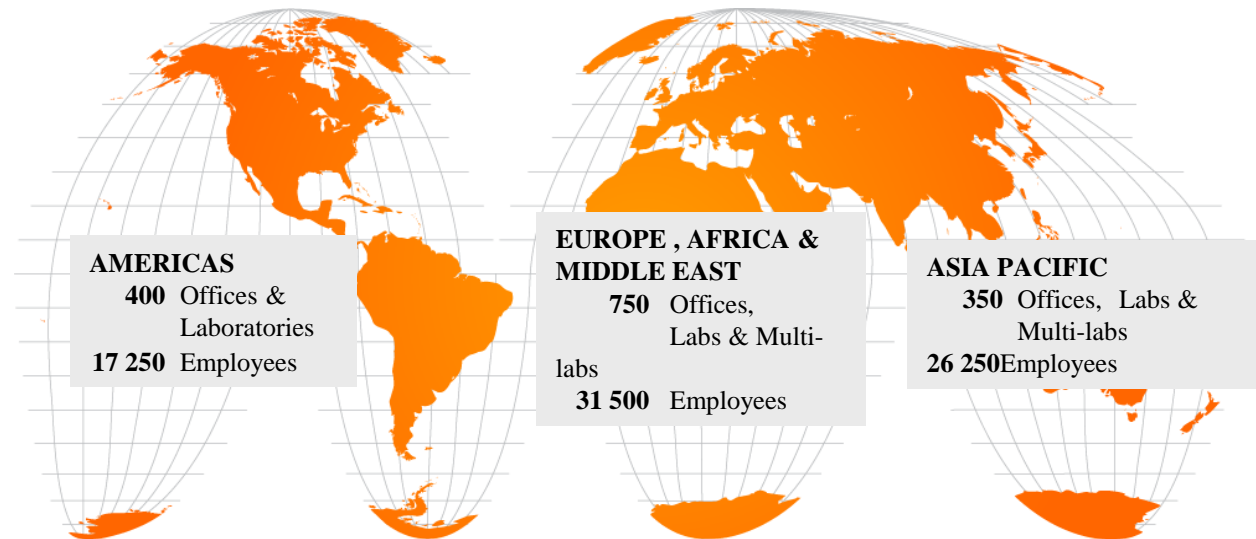 AMERICAS
400 Offices &
Laboratories
17 250 Employees
EUROPE , AFRICA &
MIDDLE EAST
750 Offices,
Labs & Multi-
labs
31 500 Employees
ASIA PACIFIC
350 Offices, Labs &
Multi-labs
26 250Employees